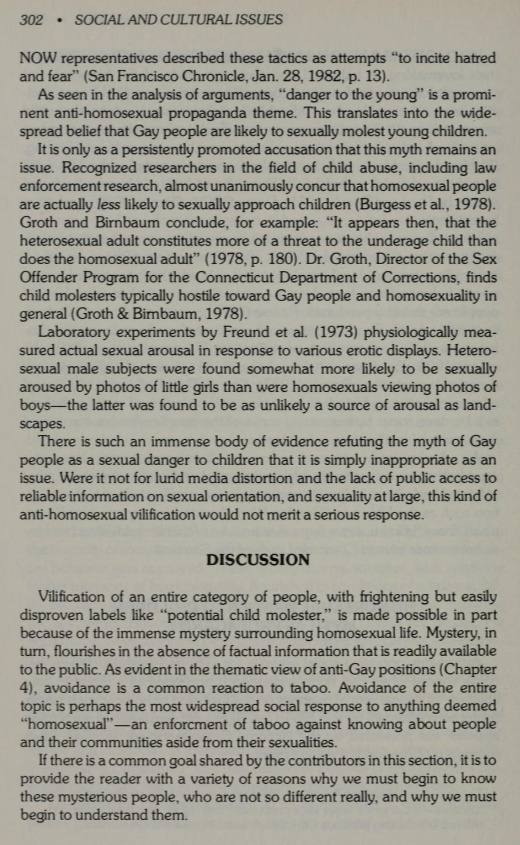 302 • SOCIAL AND CULTURAL ISSUES
NOW representatives described these tactics as attempts “to incite hatred
and fear” (San Francisco Chronicle, Jan. 28, 1982, p. 13).
As seen in the analysis of arguments, “danger to the young” is a promi-
nent anti-homosexual propaganda theme. This translates into the wide-
spread belief that Gay people are likely to sexually molest young children.
It is only as a persistently promoted accusation that this myth remains an
issue. Recognized researchers in the field of child abuse, including law
enforcement research, almost unanimously concur that homosexual people
are actually less likely to sexually approach children (Burgess et al., 1978).
Groth and Birnbaum conclude, for example: “It appears then, that the
heterosexual adult constitutes more of a threat to the underage child than
does the homosexual adult” (1978, p. 180). Dr. Groth, Director of the Sex
Offender Program for the Connecticut Department of Corrections, finds
child molesters typically hostile toward Gay people and homosexuality in
general (Groth & Birnbaum, 1978).
Laboratory experiments by Freund et al. (1973) physiologically mea-
sured actual sexual arousal in response to various erotic displays. Hetero-
sexual male subjects were found somewhat more likely to be sexually
aroused by photos of little girls than were homosexuals viewing photos of
boys—the latter was found to be as unlikely a source of arousal as land-
scapes.
There is such an immense body of evidence refuting the myth of Gay
people as a sexual danger to children that it is simply inappropriate as an
issue. Were it not for lurid media distortion and the lack of public access to
reliable information on sexual orientation, and sexuality at large, this kind of
anti-homosexual vilification would not merit a serious response.
DISCUSSION
Vilification of an entire category of people, with frightening but easily
disproven labels like “potential child molester,” is made possible in part
because of the immense mystery surrounding homosexual life. Mystery, in
turn, flourishes in the absence of factual information that is readily available
to the public. As evident in the thematic view of anti-Gay positions (Chapter
4), avoidance is a common reaction to taboo. Avoidance of the entire
topic is perhaps the most widespread social response to anything deemed
“homosexual”—an enforcment of taboo against knowing about people
and their communities aside from their sexualities.
If there is a common goal shared by the contributors in this section, it is to
provide the reader with a variety of reasons why we must begin to know
these mysterious people, who are not so different really, and why we must
begin to understand them.